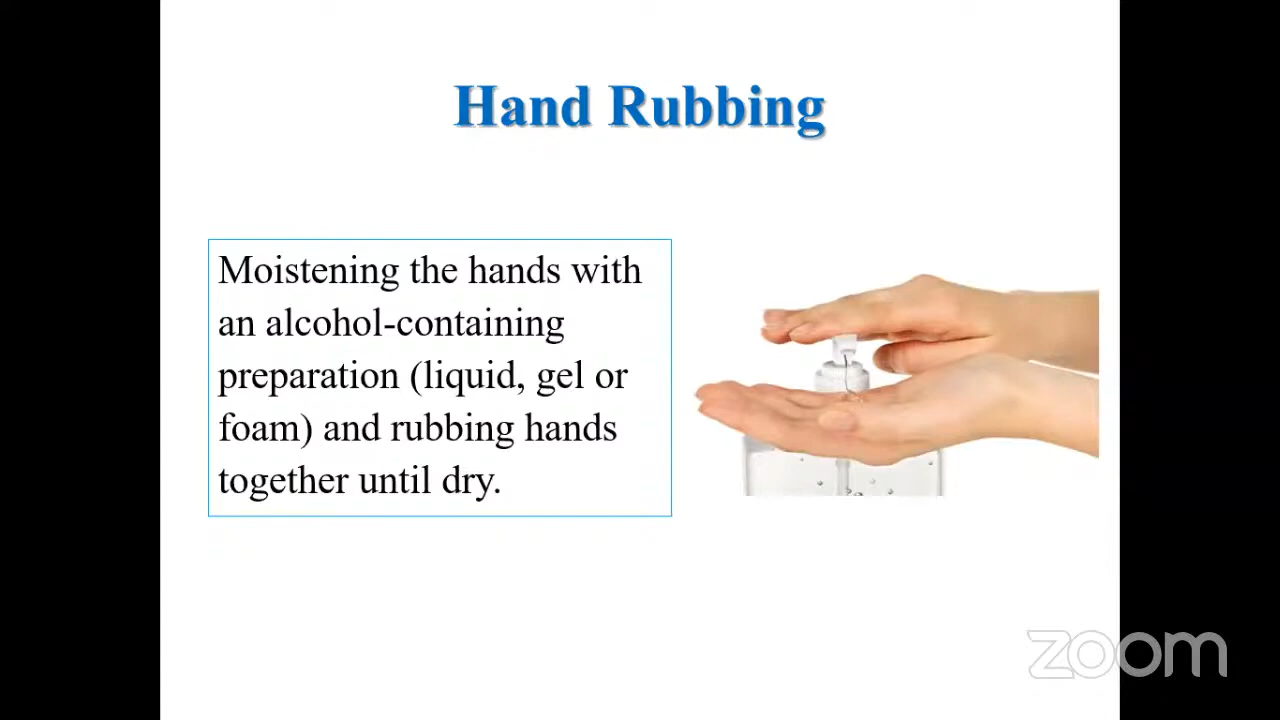 Hand Rubbing
Moistening the hands with
an alcohol-containing
preparation (liquid, gel or
foam) and rubbing hands
together until dry.
zoom